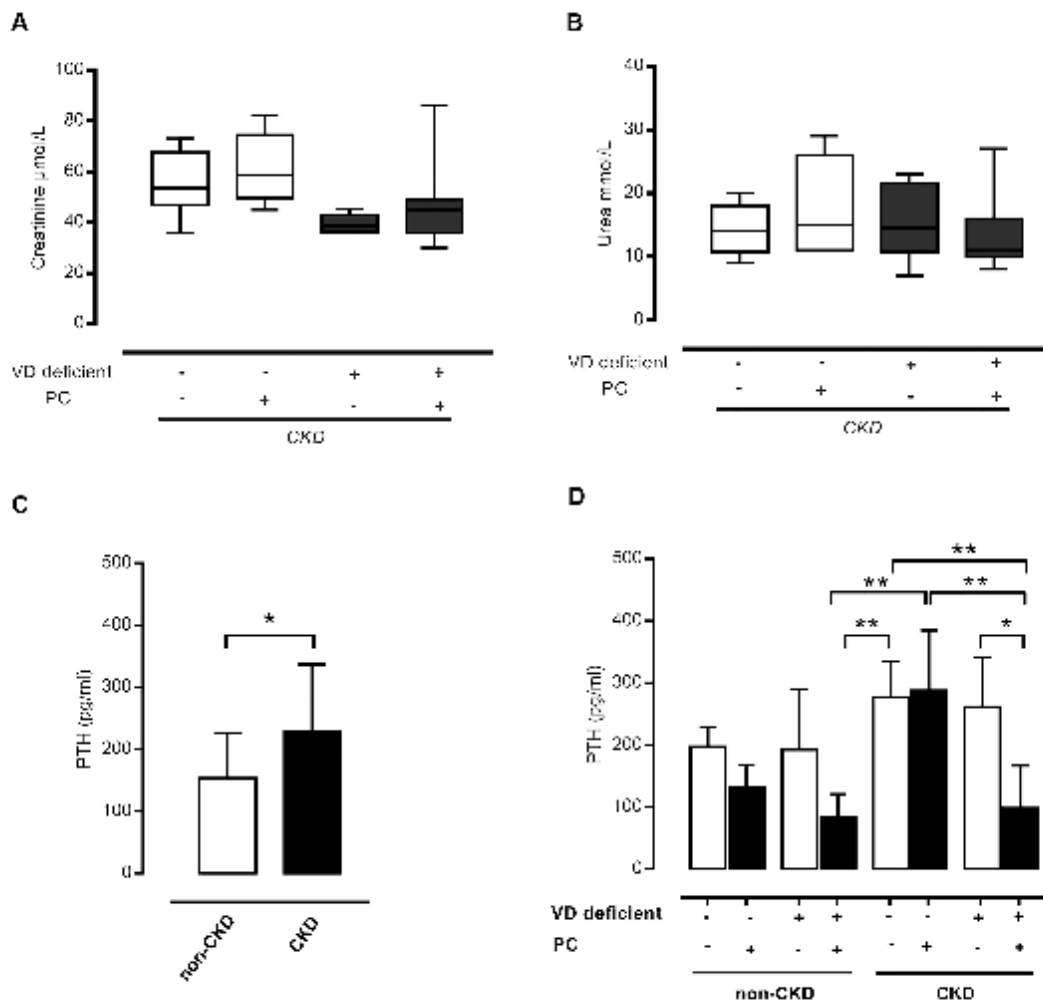 A
Creatinine µmol/L
100
80
60
40
20
0
VD deficient - - + +
PC - + - +
CKD
B
Urea mmol/L
40
30
20
10
0
VD deficient - - + +
PC - + - +
CKD
C
PTH (pg/ml)
500
400
300
200
100
0
*
non-CKD
CKD
D
PTH (pg/ml)
500
400
300
200
100
0
**
** **
** *
VD deficient - - + + - - + +
PC - + - + - + - +
non-CKD CKD